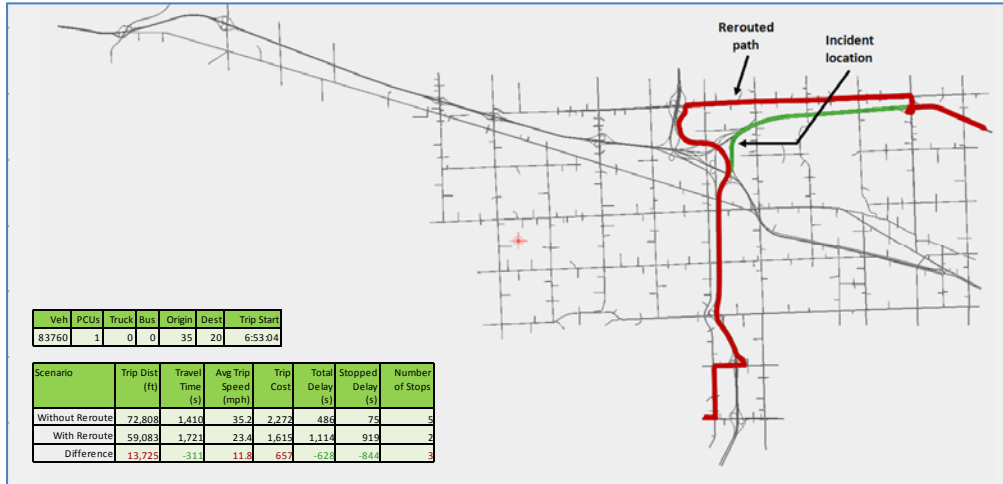 Rerouted
path
Incident
location
Veh PCUs Truck Bus Origin Dest Trip Start
83760 1 0 0 35 20 6:53:04
Scenario Trip Dist (ft) Travel Time (s) Avg Trip Speed (mph) Trip Cost Total Delay (s) Stopped Delay (s) Number of Stops
Without Reroute 72,808 1,410 35.2 2,272 486 75 5
With Reroute 59,083 1,721 23.4 1,615 1,114 919 2
Difference 13,725 -311 11.8 657 -628 -844 3